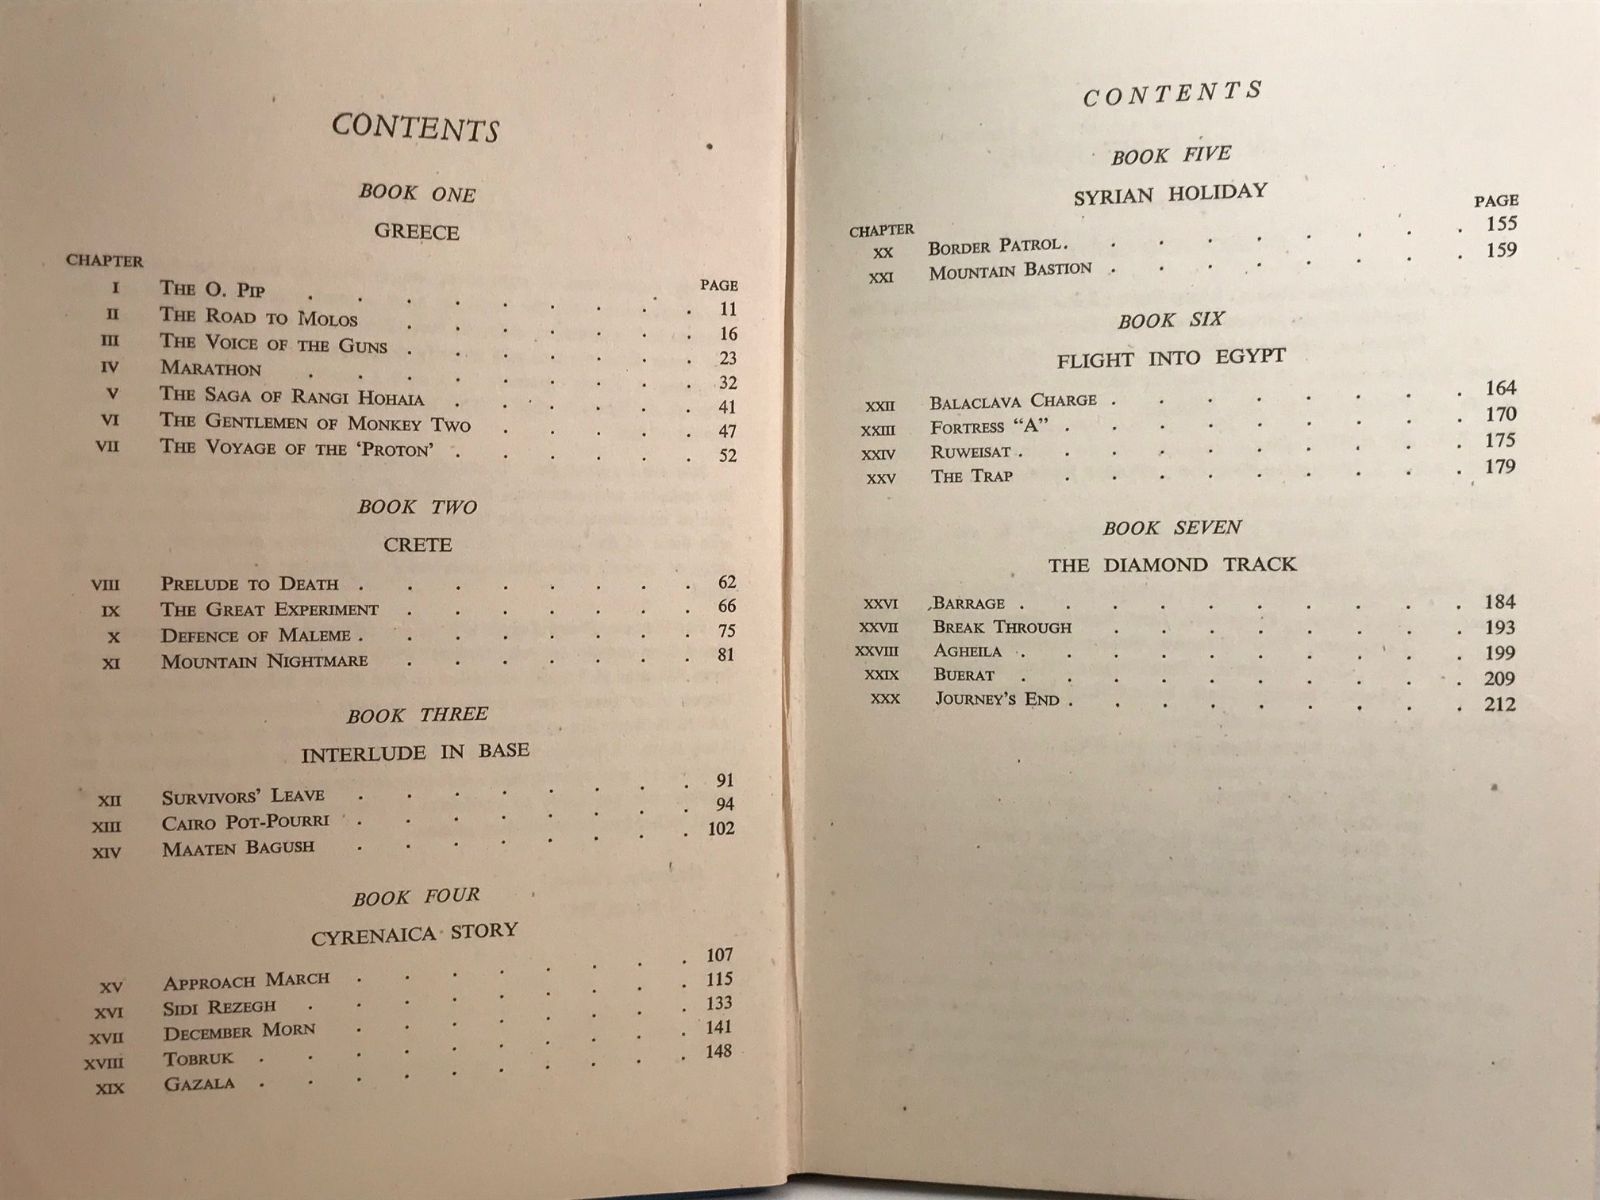 CONTENTS
BOOK ONE
GREECE
CHAPTER
PAGE
I THE O. PIP . . . . . . . . . 11
II THE ROAD TO MOLOS . . . . . . . 16
III THE VOICE OF THE GUNS . . . . . . . 23
IV MARATHON . . . . . . . . . 32
V THE SAGA OF RANGI HOHAIA . . . . . . 41
VI THE GENTLEMEN OF MONKEY TWO . . . . . 47
VII THE VOYAGE OF THE ‘PROTON’ . . . . . . 52
BOOK TWO
CRETE
VIII PRELUDE TO DEATH . . . . . . . . 62
IX THE GREAT EXPERIMENT . . . . . . . 66
X DEFENCE OF MALEME . . . . . . . . 75
XI MOUNTAIN NIGHTMARE . . . . . . . 81
BOOK THREE
INTERLUDE IN BASE
XII SURVIVORS’ LEAVE . . . . . . . . 91
XIII CAIRO POT-POURRI . . . . . . . . 94
XIV MAATEN BAGUSH . . . . . . . . 102
BOOK FOUR
CYRENAICA STORY
XV APPROACH MARCH . . . . . . . . 107
XVI SIDI REZEGH . . . . . . . . . 115
XVII DECEMBER MORN . . . . . . . . 133
XVIII TOBRUK . . . . . . . . . . 141
XIX GAZALA . . . . . . . . . . 148
CONTENTS
BOOK FIVE
SYRIAN HOLIDAY
CHAPTER PAGE
XX BORDER PATROL . . . . . . . . . 155
XXI MOUNTAIN BASTION . . . . . . . . 159
BOOK SIX
FLIGHT INTO EGYPT
XXII BALACLAVA CHARGE . . . . . . . . 164
XXIII FORTRESS “A” . . . . . . . . . 170
XXIV RUWEISAT . . . . . . . . . . 175
XXV THE TRAP . . . . . . . . . 179
BOOK SEVEN
THE DIAMOND TRACK
XXVI BARRAGE . . . . . . . . . . 184
XXVII BREAK THROUGH . . . . . . . . 193
XXVIII AGHEILA . . . . . . . . . . 199
XXIX BUERAT . . . . . . . . . . 209
XXX JOURNEY’S END . . . . . . . . . 212